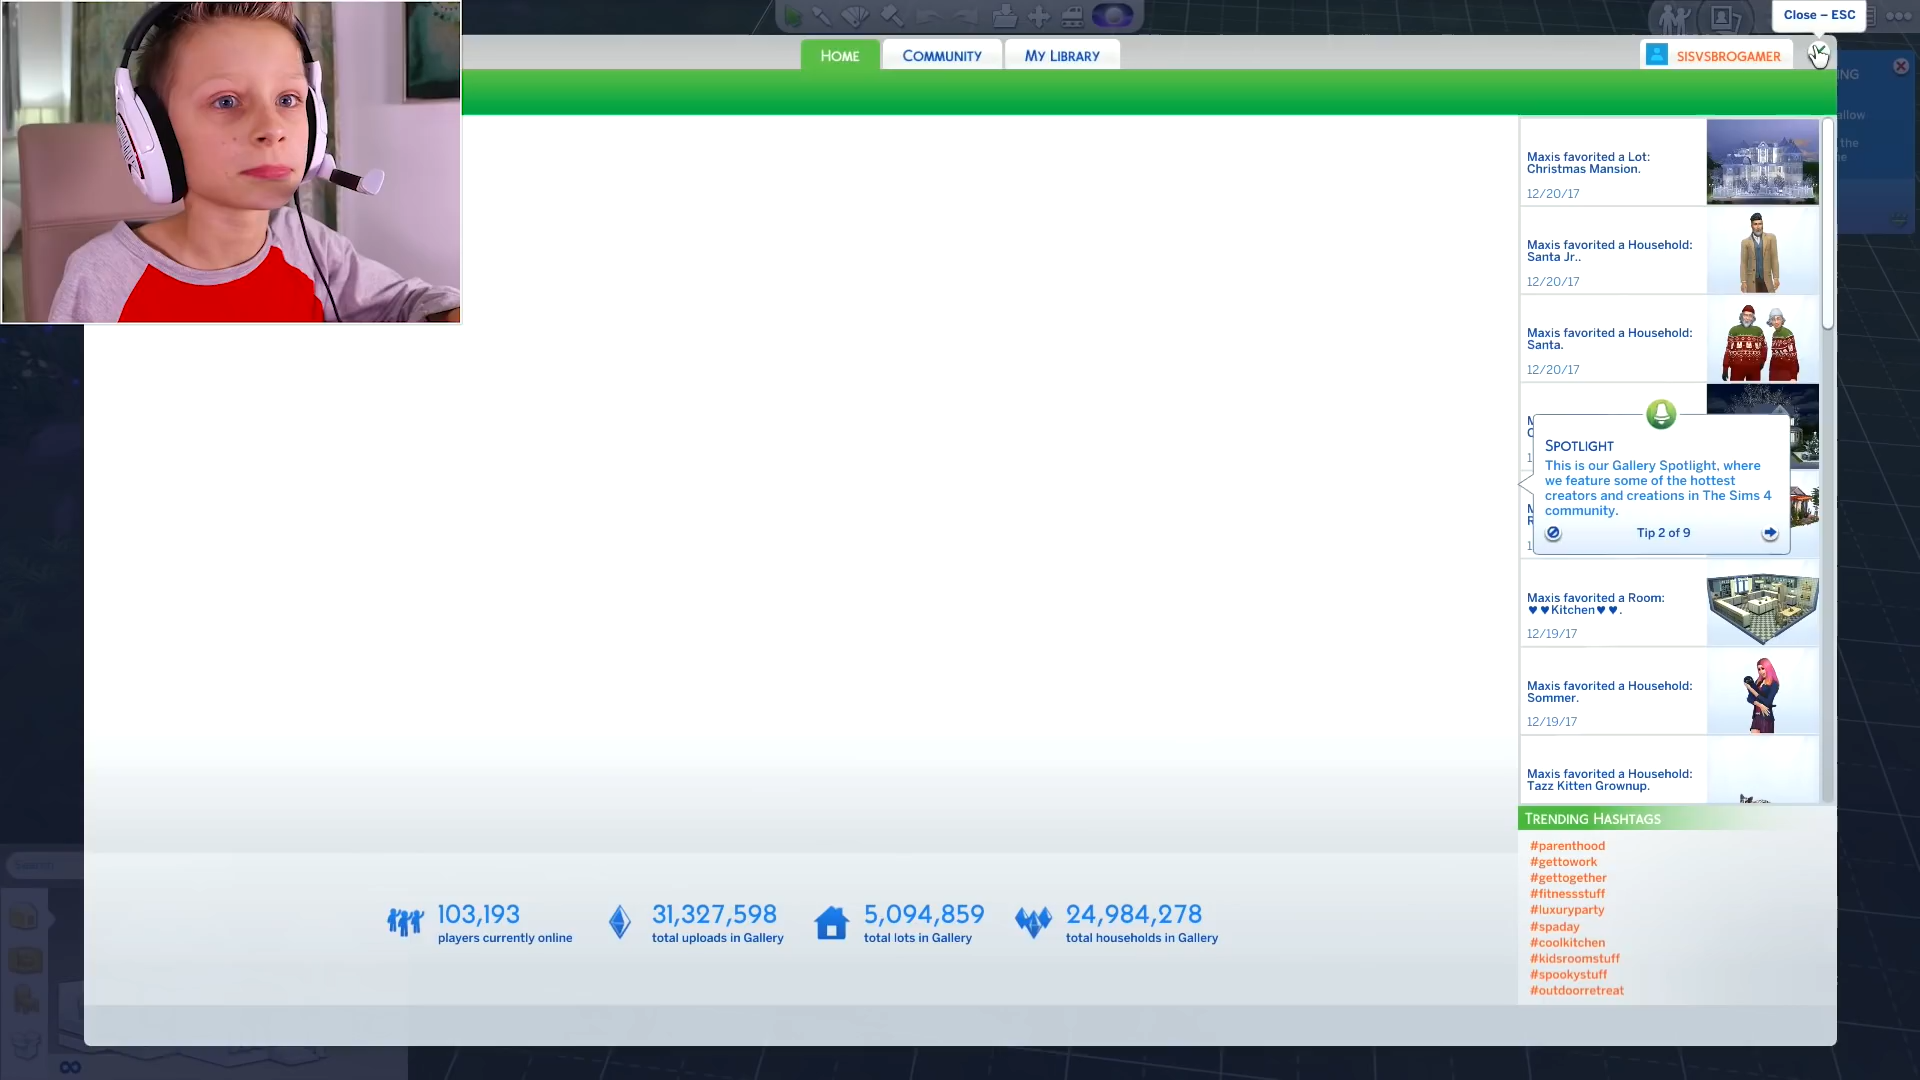 Close – ESC
HOME
COMMUNITY
MY LIBRARY
SISVSBROGAMER
NG
allow
the
e
Maxis favorited a Lot:
Christmas Mansion.
12/20/17
Maxis favorited a Household:
Santa Jr..
12/20/17
Maxis favorited a Household:
Santa.
12/20/17
SPOTLIGHT
This is our Gallery Spotlight, where
we feature some of the hottest
creators and creations in The Sims 4
community.
Tip 2 of 9
Maxis favorited a Room:
♥♥Kitchen♥♥.
12/19/17
Maxis favorited a Household:
Sommer.
12/19/17
Maxis favorited a Household:
Tazz Kitten Grownup.
TRENDING HASHTAGS
#parenthood
#gettowork
#gettogether
#fitnessstuff
#luxuryparty
#spaday
#coolkitchen
#kidsroomstuff
#spookystuff
#outdoorretreat
Search
103,193
players currently online
31,327,598
total uploads in Gallery
5,094,859
total lots in Gallery
24,984,278
total households in Gallery